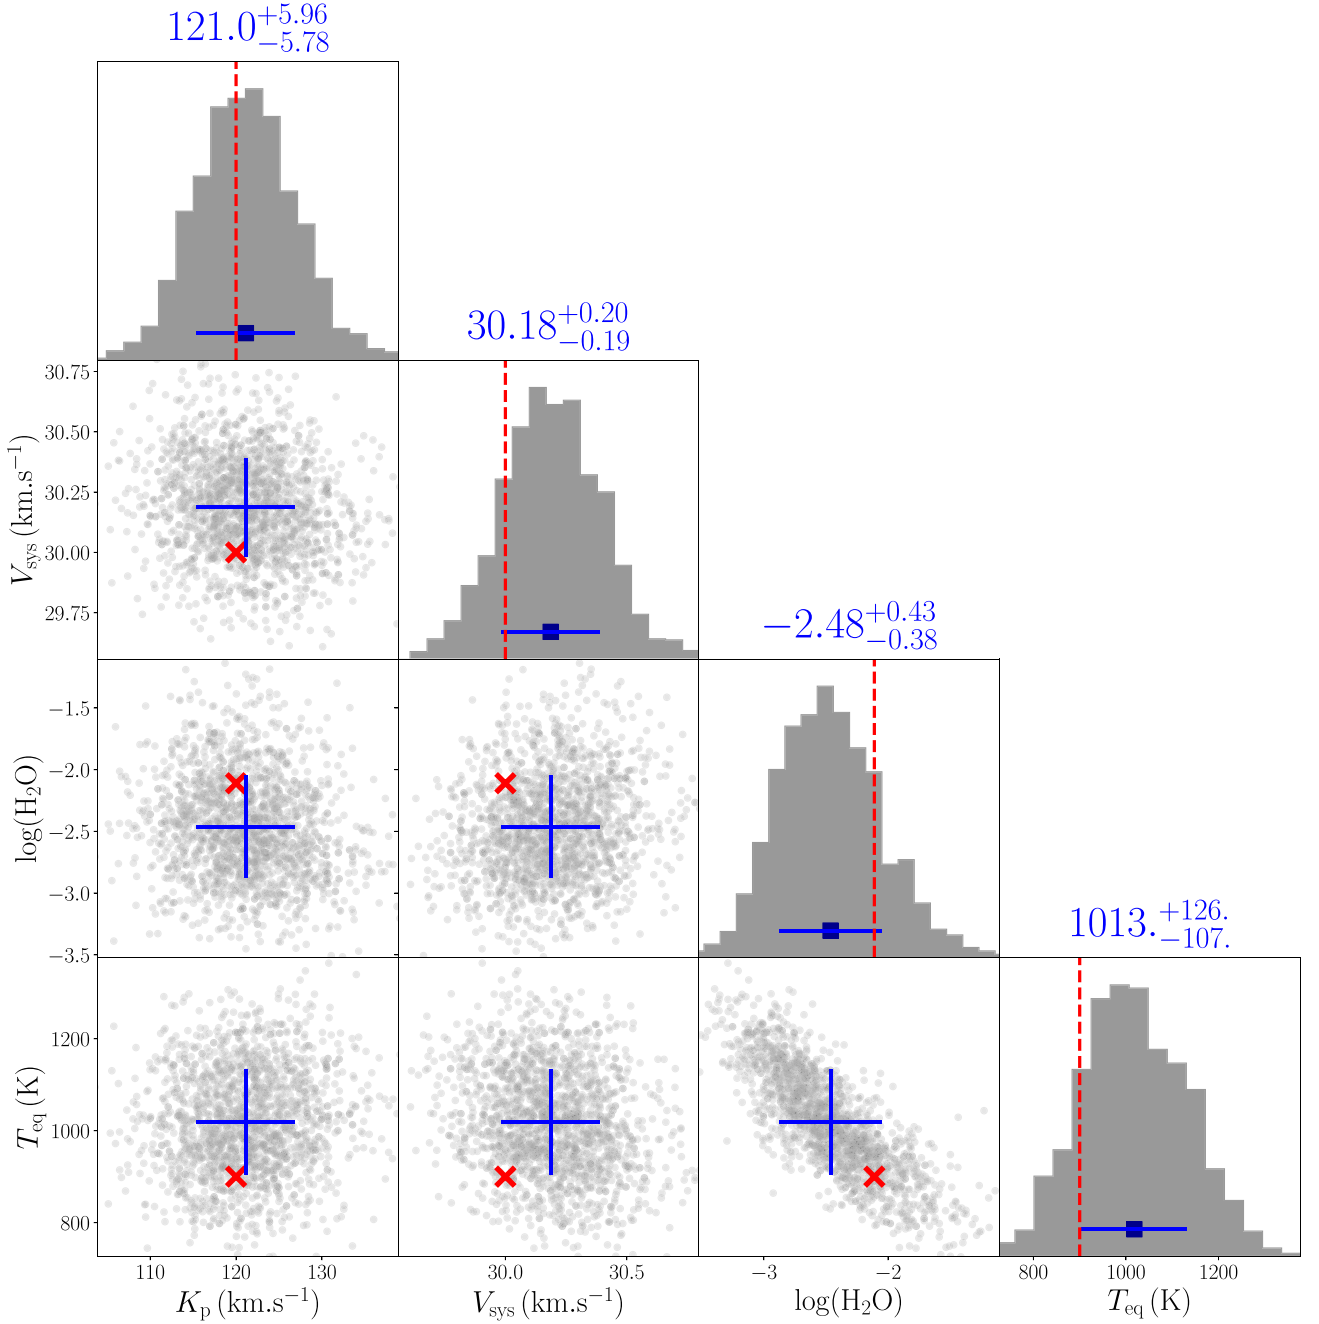 121.0+5.96 −5.78
30.18+0.20 −0.19
−2.48+0.43 −0.38
1013.+126. −107.
30.75
30.50
30.25
30.00
29.75
Vsys (km.s−1)
−1.5
−2.0
−2.5
−3.0
−3.5
log(H2O)
1200
1000
800
Teq (K)
110 120 130
30.0 30.5
−3 −2
800 1000 1200
Kp (km.s−1)
Vsys (km.s−1)
log(H2O)
Teq (K)